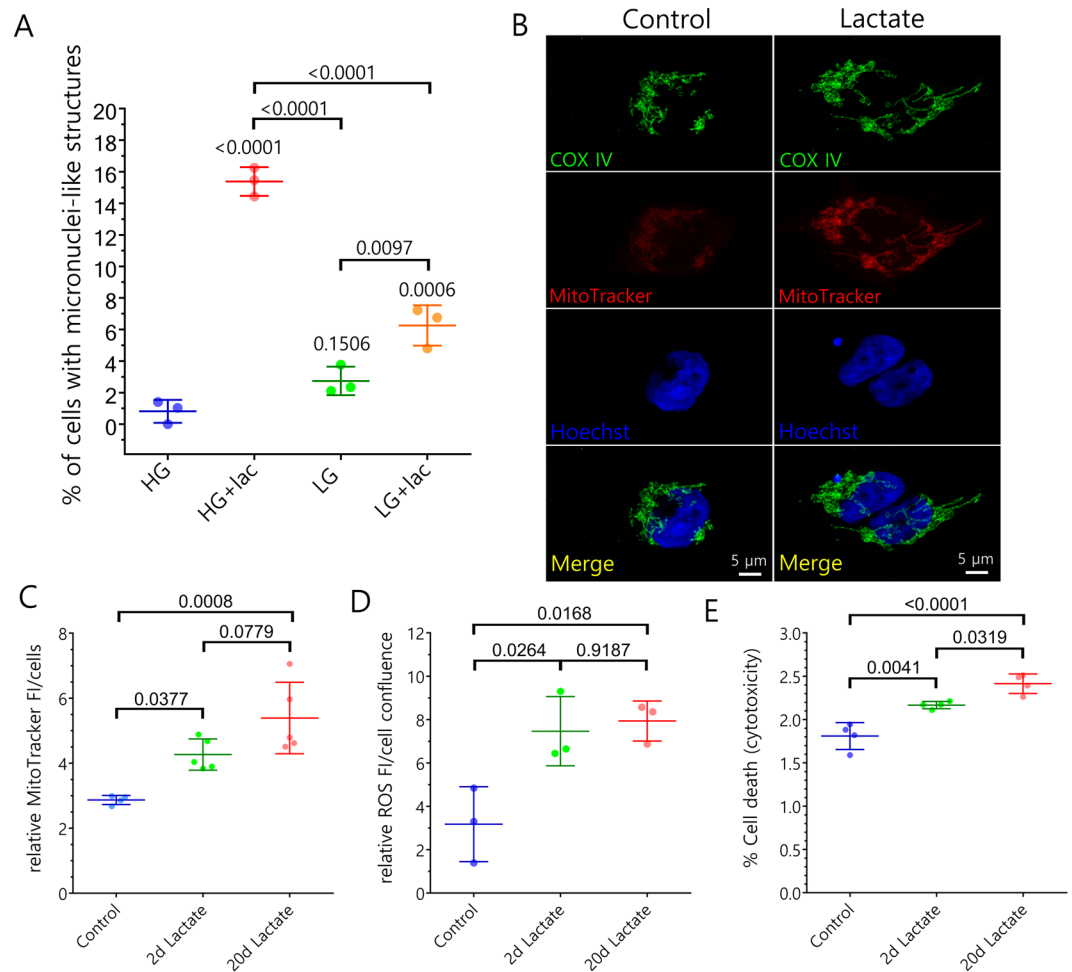 A
% of cells with micronuclei-like structures
20
18
16
14
12
10
8
6
4
2
0
<0.0001
<0.0001
<0.0001
0.0097
0.0006
0.1506
HG
HG+lac
LG
LG+lac
B
Control
Lactate
COX IV
COX IV
MitoTracker
MitoTracker
Hoechst
Hoechst
Merge
5 μm
Merge
5 μm
C
relative MitoTracker FI/cells
8
6
4
2
0
0.0008
0.0779
0.0377
Control
2d Lactate
20d Lactate
D
relative ROS FI/cell confluence
12
10
8
6
4
2
0
0.0168
0.0264
0.9187
Control
2d Lactate
20d Lactate
E
% Cell death (cytotoxicity)
3.0
2.5
2.0
1.5
1.0
0.5
0.0
<0.0001
0.0319
0.0041
Control
2d Lactate
20d Lactate